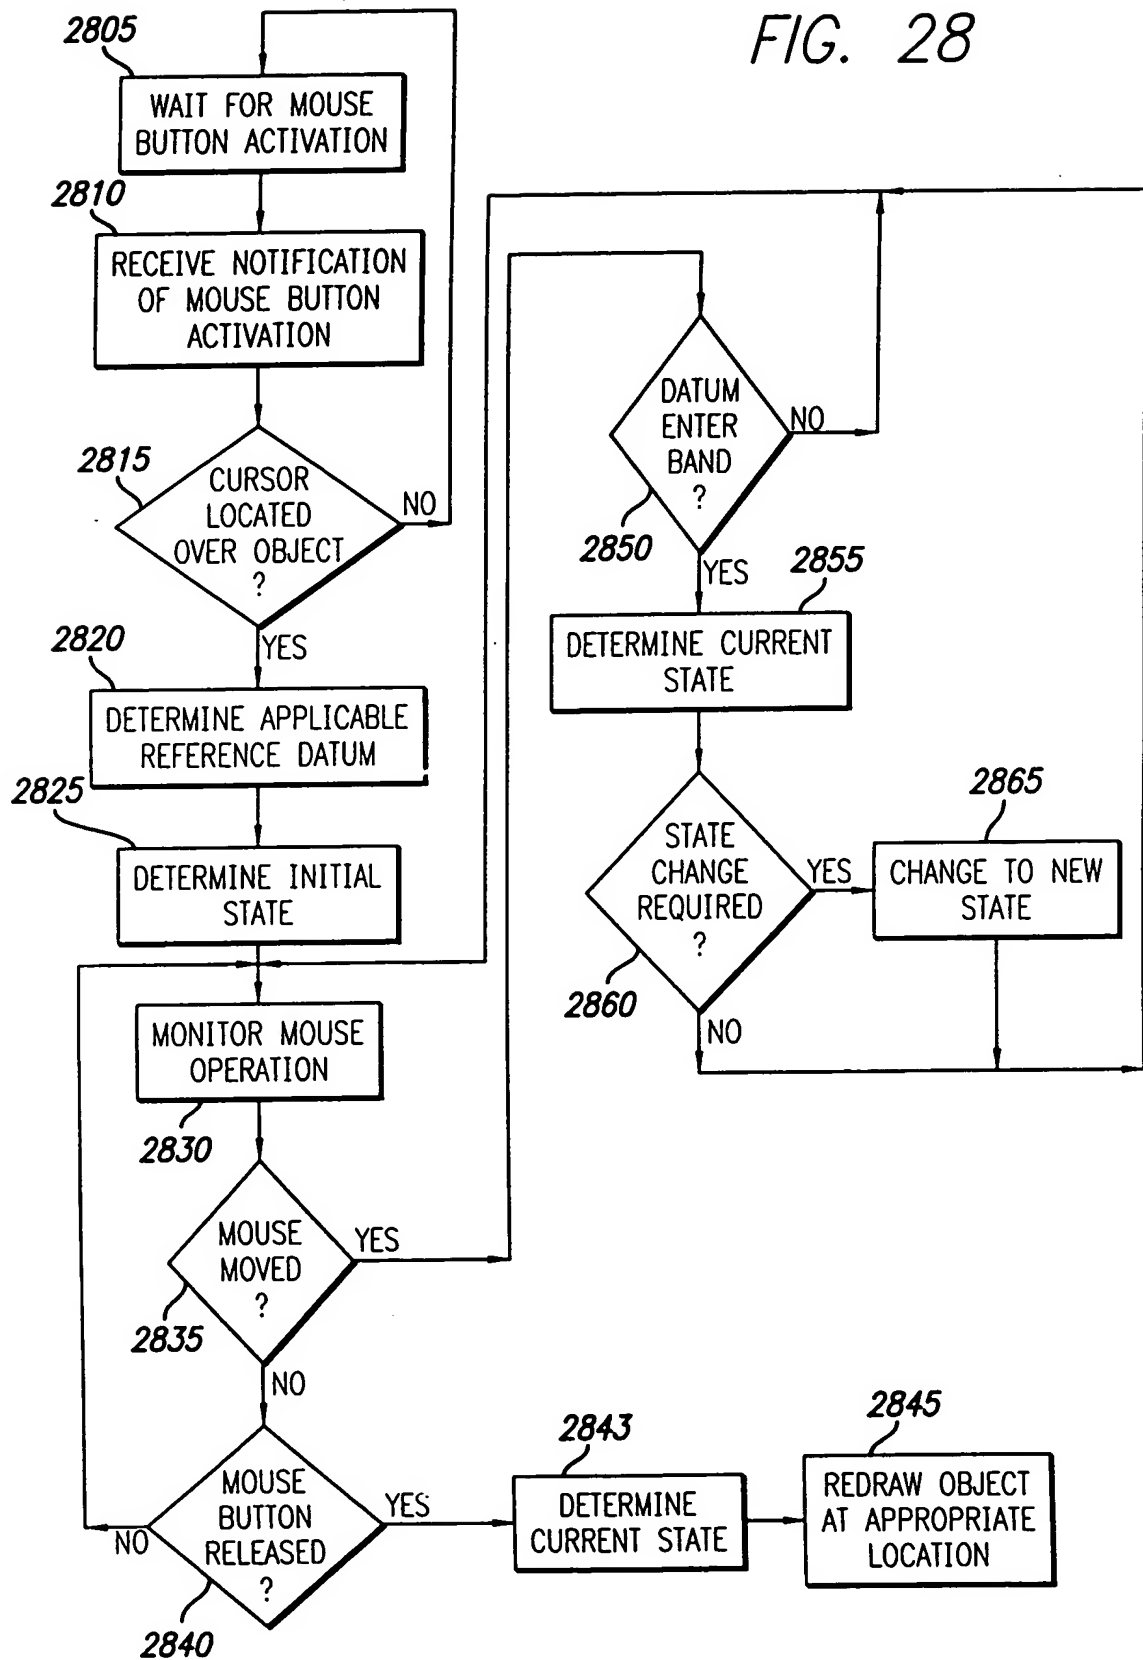 FIG. 28
2805
WAIT FOR MOUSE
BUTTON ACTIVATION
2810
RECEIVE NOTIFICATION
OF MOUSE BUTTON
ACTIVATION
2815
CURSOR
LOCATED
OVER OBJECT
?
NO
YES
2820
DETERMINE APPLICABLE
REFERENCE DATUM
2825
DETERMINE INITIAL
STATE
MONITOR MOUSE
OPERATION
2830
MOUSE
MOVED
?
YES
2835
NO
MOUSE
BUTTON
RELEASED
?
NO
YES
2840
2843
DETERMINE
CURRENT STATE
2845
REDRAW OBJECT
AT APPROPRIATE
LOCATION
DATUM
ENTER
BAND
?
NO
2850
YES
2855
DETERMINE CURRENT
STATE
STATE
CHANGE
REQUIRED
?
YES
2860
NO
2865
CHANGE TO NEW
STATE